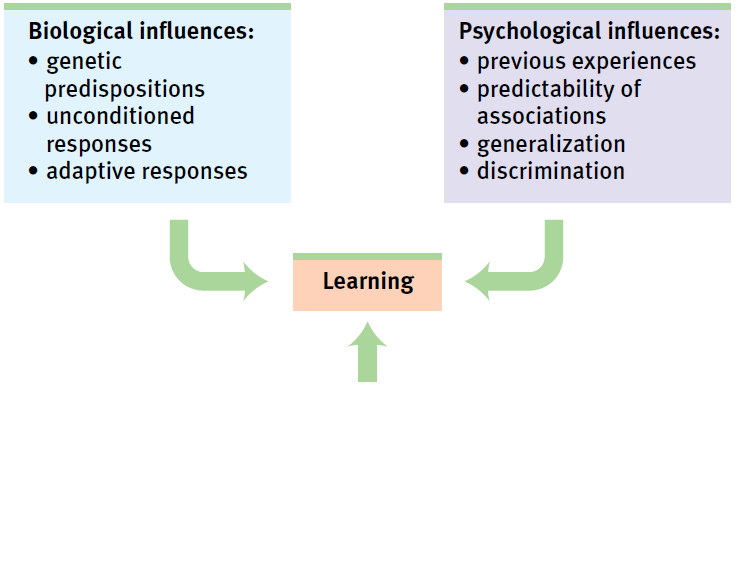 Biological influences:
• genetic
predispositions
• unconditioned
responses
• adaptive responses
Psychological influences:
• previous experiences
• predictability of
associations
• generalization
• discrimination
Learning